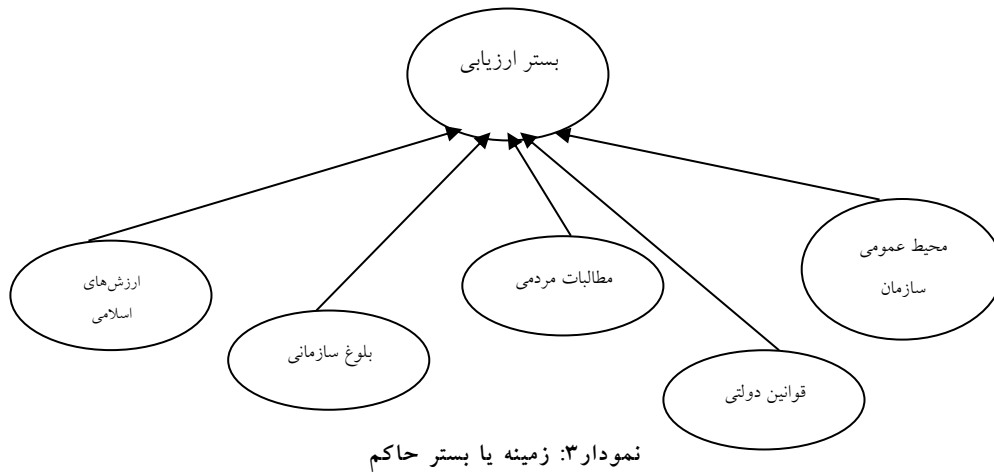 بستر ارزیابی
محیط عمومی
سازمان
مطالبات مردمی
ارزش‌های
اسلامی
بلوغ سازمانی
قوانین دولتی
نمودار۳: زمینه یا بستر حاکم